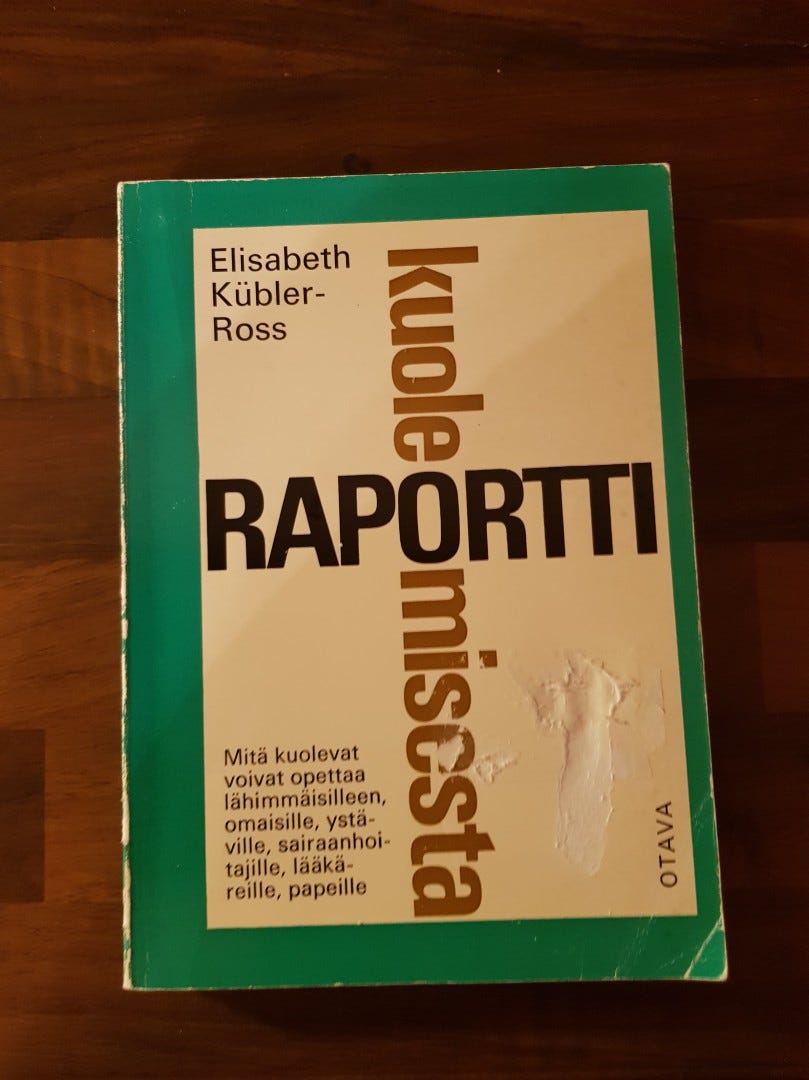 Elisabeth
Kübler-
Ross
RAPORTTI
kuolemisesta
Mitä kuolevat
voivat opettaa
lähimmäisilleen,
omaisille, ystä-
ville, sairaanhoi-
tajille, lääkä-
reille, papeille
OTAVA